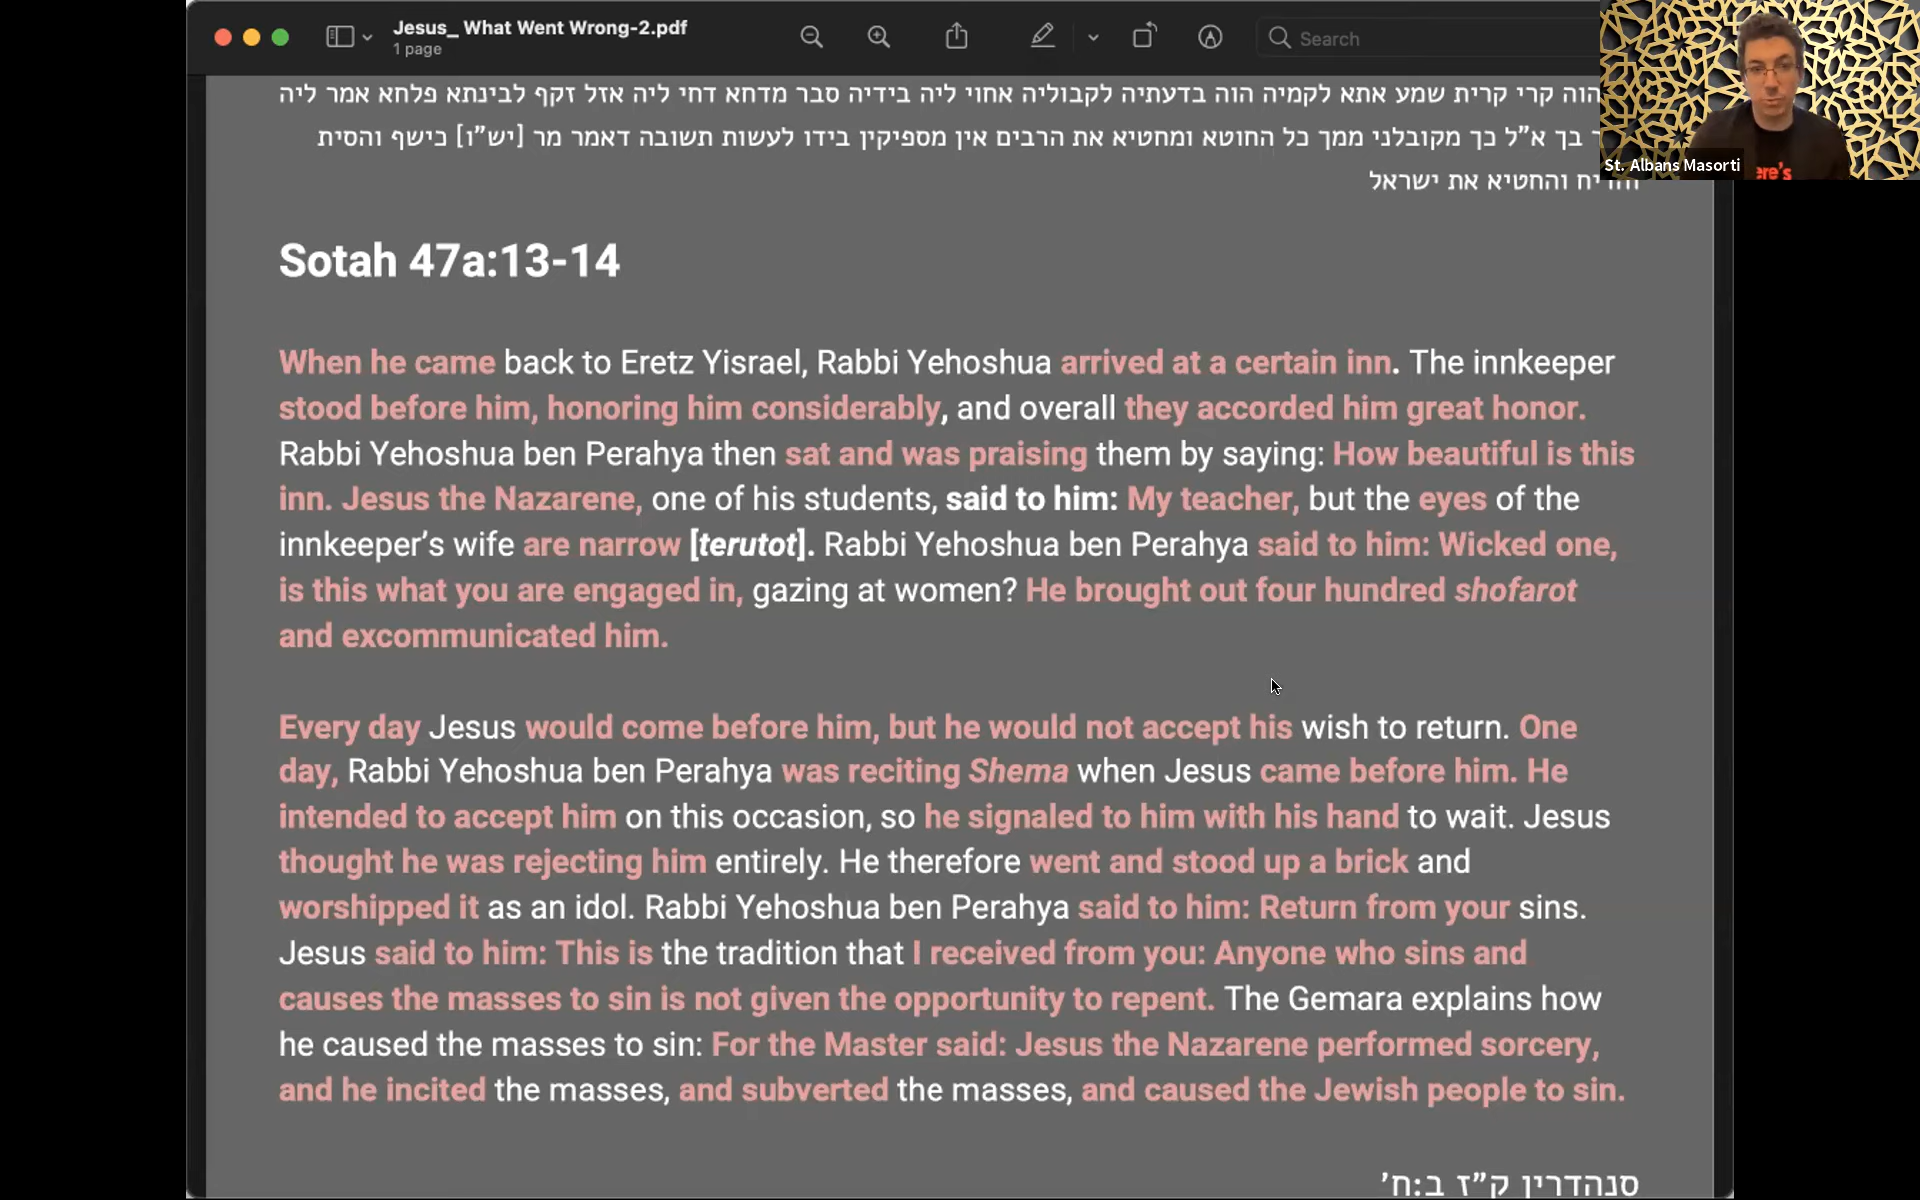 Jesus_ What Went Wrong-2.pdf
1 page
Search
St. Albans Masorti
ere's
הוה קרי קרית שמע אתא לקמיה הוה בדעתיה לקבוליה אחוי ליה בידיה סבר מדחא דחי ליה אזל זקף לבינתא פלחא אמר ליה
בך א"ל כך מקובלני ממך כל החוטא ומחטיא את הרבים אין מספיקין בידו לעשות תשובה דאמר מר [יש"ו] כישף והסית
והחטיא את ישראל
Sotah 47a:13-14
When he came back to Eretz Yisrael, Rabbi Yehoshua arrived at a certain inn. The innkeeper
stood before him, honoring him considerably, and overall they accorded him great honor.
Rabbi Yehoshua ben Perahya then sat and was praising them by saying: How beautiful is this
inn. Jesus the Nazarene, one of his students, said to him: My teacher, but the eyes of the
innkeeper's wife are narrow [terutot]. Rabbi Yehoshua ben Perahya said to him: Wicked one,
is this what you are engaged in, gazing at women? He brought out four hundred shofarot
and excommunicated him.
Every day Jesus would come before him, but he would not accept his wish to return. One
day, Rabbi Yehoshua ben Perahya was reciting Shema when Jesus came before him. He
intended to accept him on this occasion, so he signaled to him with his hand to wait. Jesus
thought he was rejecting him entirely. He therefore went and stood up a brick and
worshipped it as an idol. Rabbi Yehoshua ben Perahya said to him: Return from your sins.
Jesus said to him: This is the tradition that I received from you: Anyone who sins and
causes the masses to sin is not given the opportunity to repent. The Gemara explains how
he caused the masses to sin: For the Master said: Jesus the Nazarene performed sorcery,
and he incited the masses, and subverted the masses, and caused the Jewish people to sin.
סנהדרין ק"ז ב:ח'